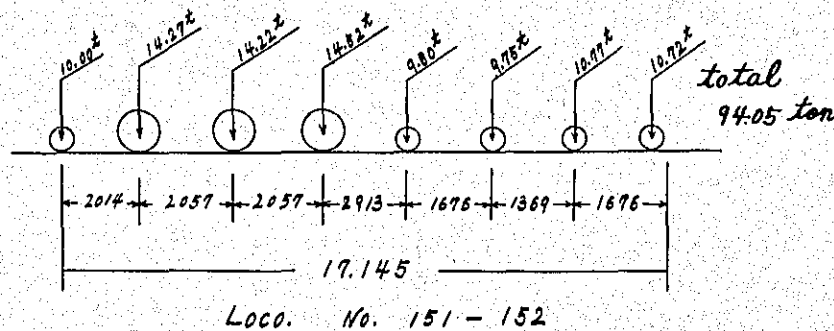 10.00t 14.27t 14.22t 14.52t 9.80t 9.75t 10.77t 10.72t
total
94.05 ton
2014 2057 2057 2913 1676 1369 1676
17.145
Loco. No. 151 - 152